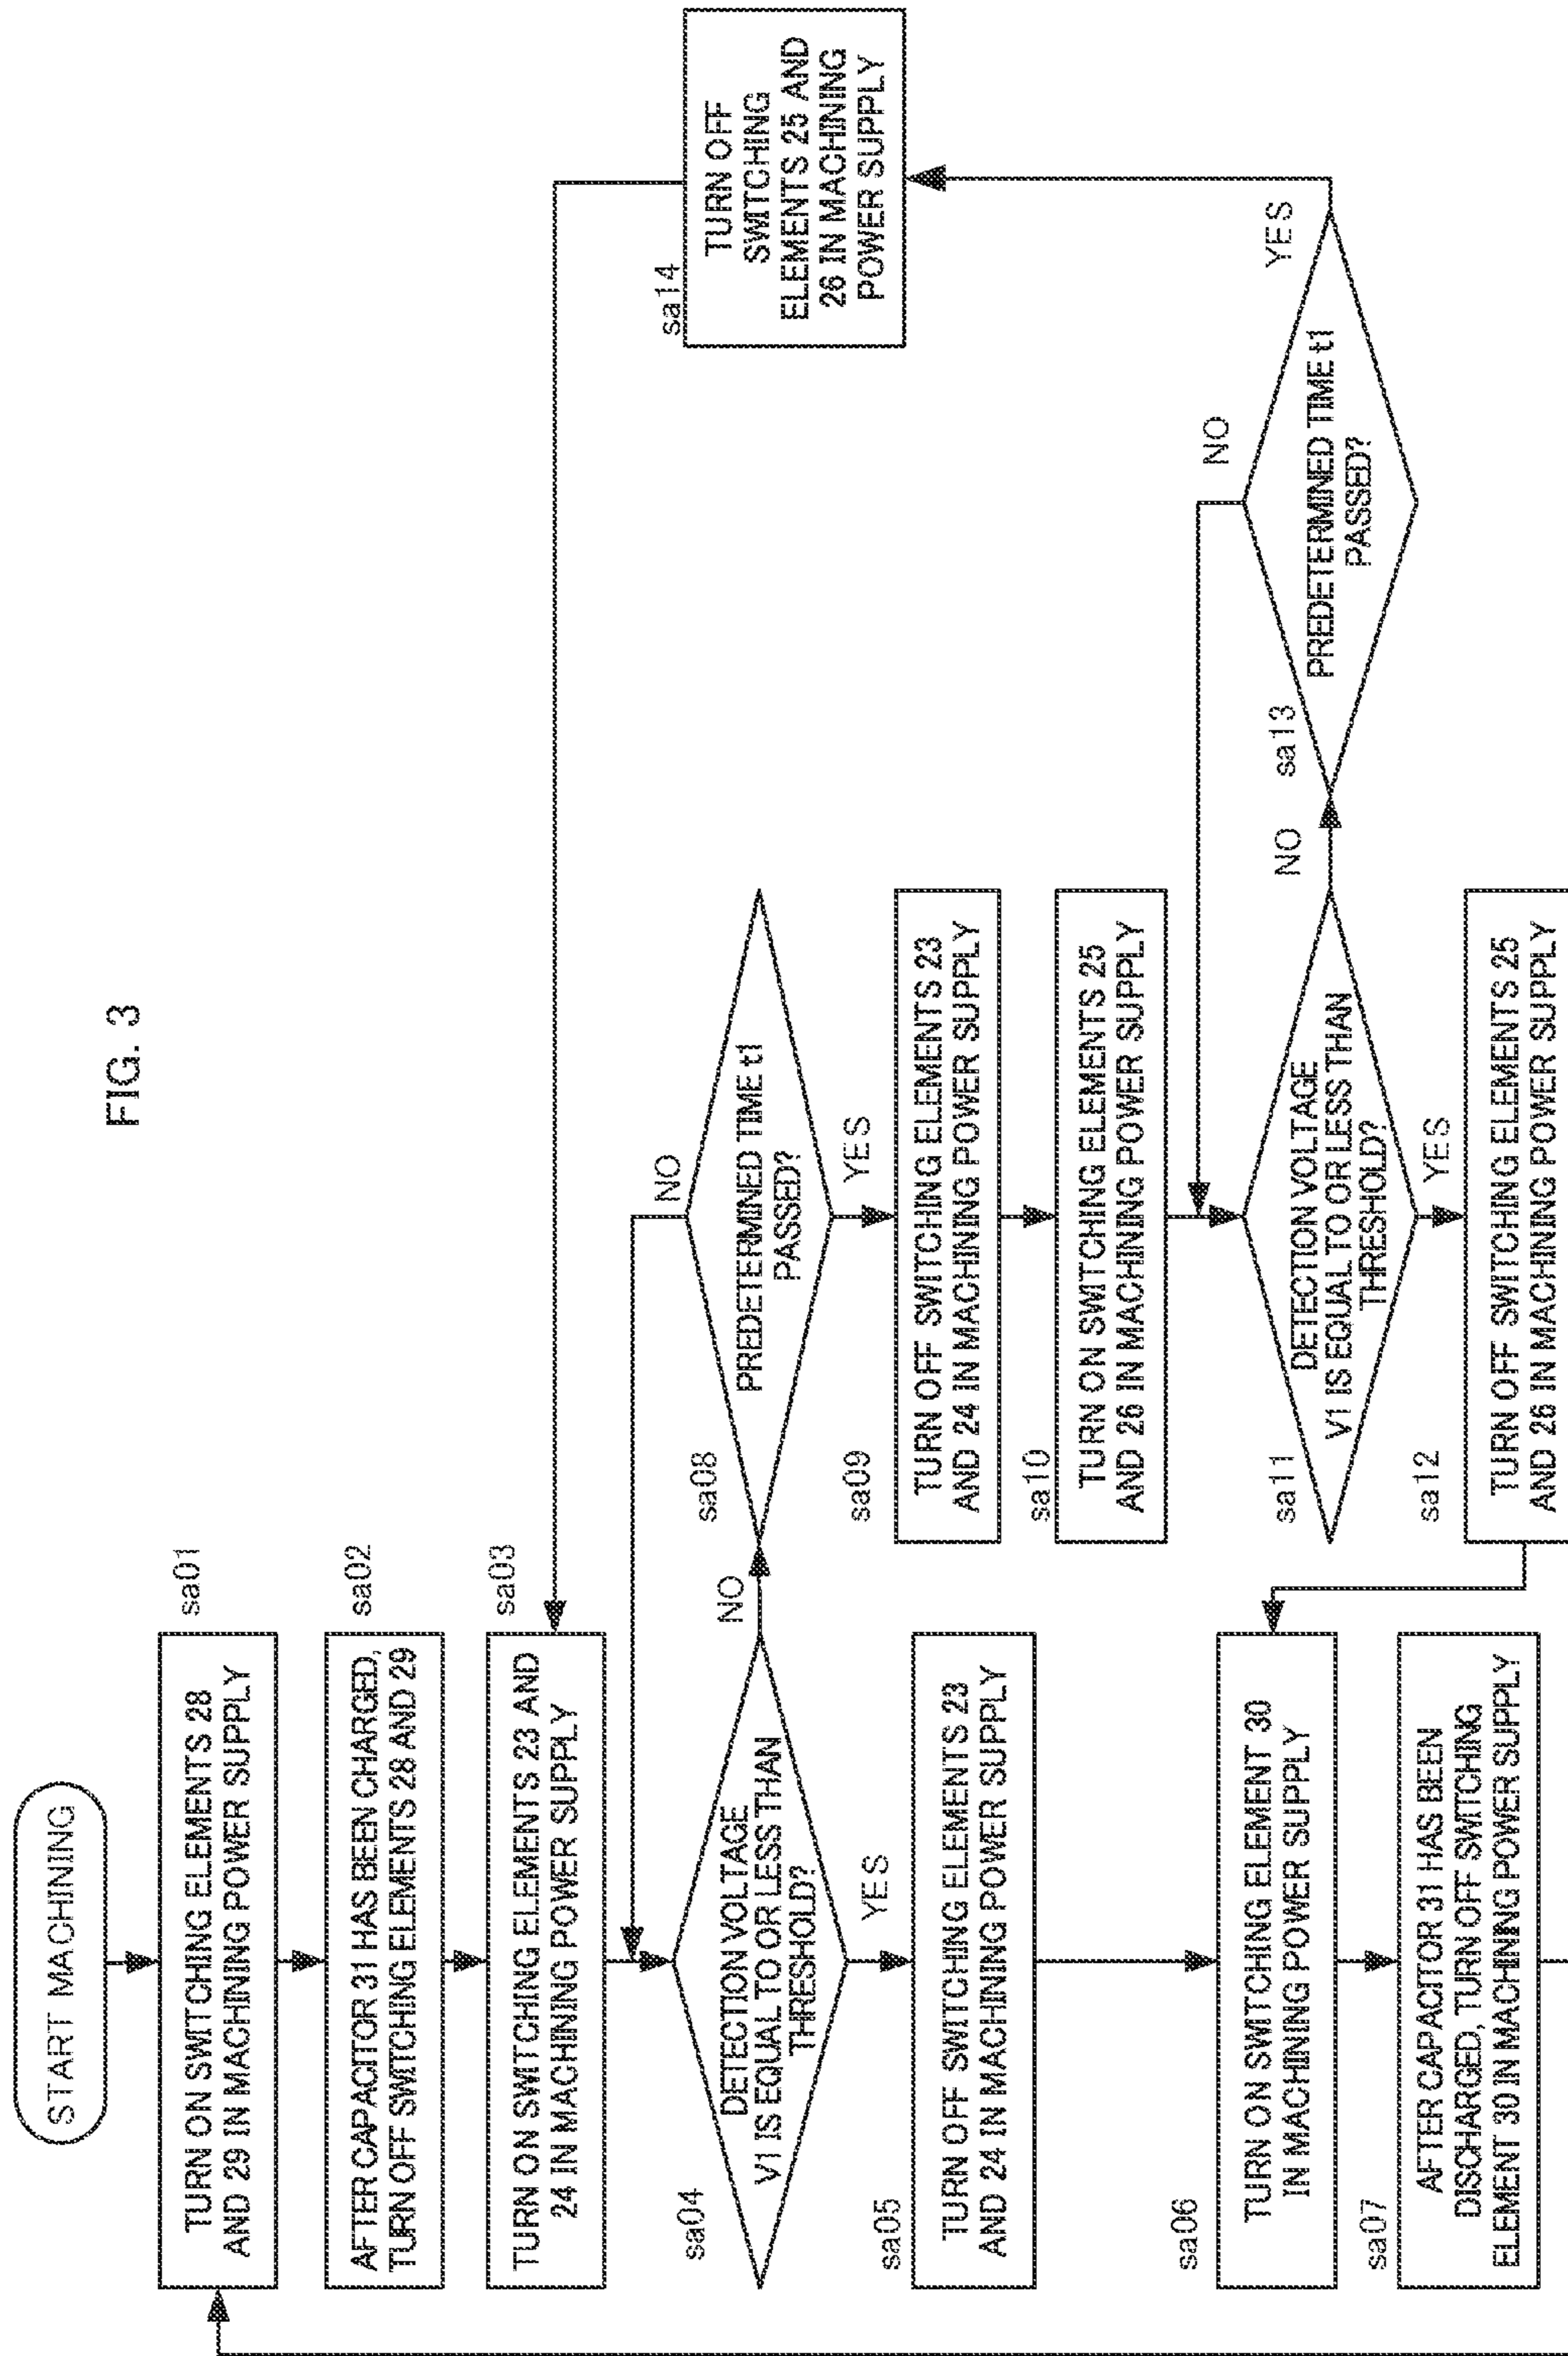 FIG. 3
START MACHINING
sa01
TURN ON SWITCHING ELEMENTS 28
AND 29 IN MACHINING POWER SUPPLY
sa02
AFTER CAPACITOR 31 HAS BEEN CHARGED,
TURN OFF SWITCHING ELEMENTS 28 AND 29
sa03
TURN ON SWITCHING ELEMENTS 23 AND
24 IN MACHINING POWER SUPPLY
sa04
DETECTION VOLTAGE
V1 IS EQUAL TO OR LESS THAN
THRESHOLD?
NO
YES
sa05
TURN OFF SWITCHING ELEMENTS 23
AND 24 IN MACHINING POWER SUPPLY
sa06
TURN ON SWITCHING ELEMENT 30
IN MACHINING POWER SUPPLY
sa07
AFTER CAPACITOR 31 HAS BEEN
DISCHARGED, TURN OFF SWITCHING
ELEMENT 30 IN MACHINING POWER SUPPLY
sa08
PREDETERMINED TIME t1
PASSED?
NO
YES
sa09
TURN OFF SWITCHING ELEMENTS 23
AND 24 IN MACHINING POWER SUPPLY
sa10
TURN ON SWITCHING ELEMENTS 25
AND 26 IN MACHINING POWER SUPPLY
sa11
DETECTION VOLTAGE
V1 IS EQUAL TO OR LESS THAN
THRESHOLD?
NO
YES
sa12
TURN OFF SWITCHING ELEMENTS 25
AND 26 IN MACHINING POWER SUPPLY
sa13
PREDETERMINED TIME t1
PASSED?
NO
YES
sa14
TURN OFF
SWITCHING
ELEMENTS 25 AND
26 IN MACHINING
POWER SUPPLY